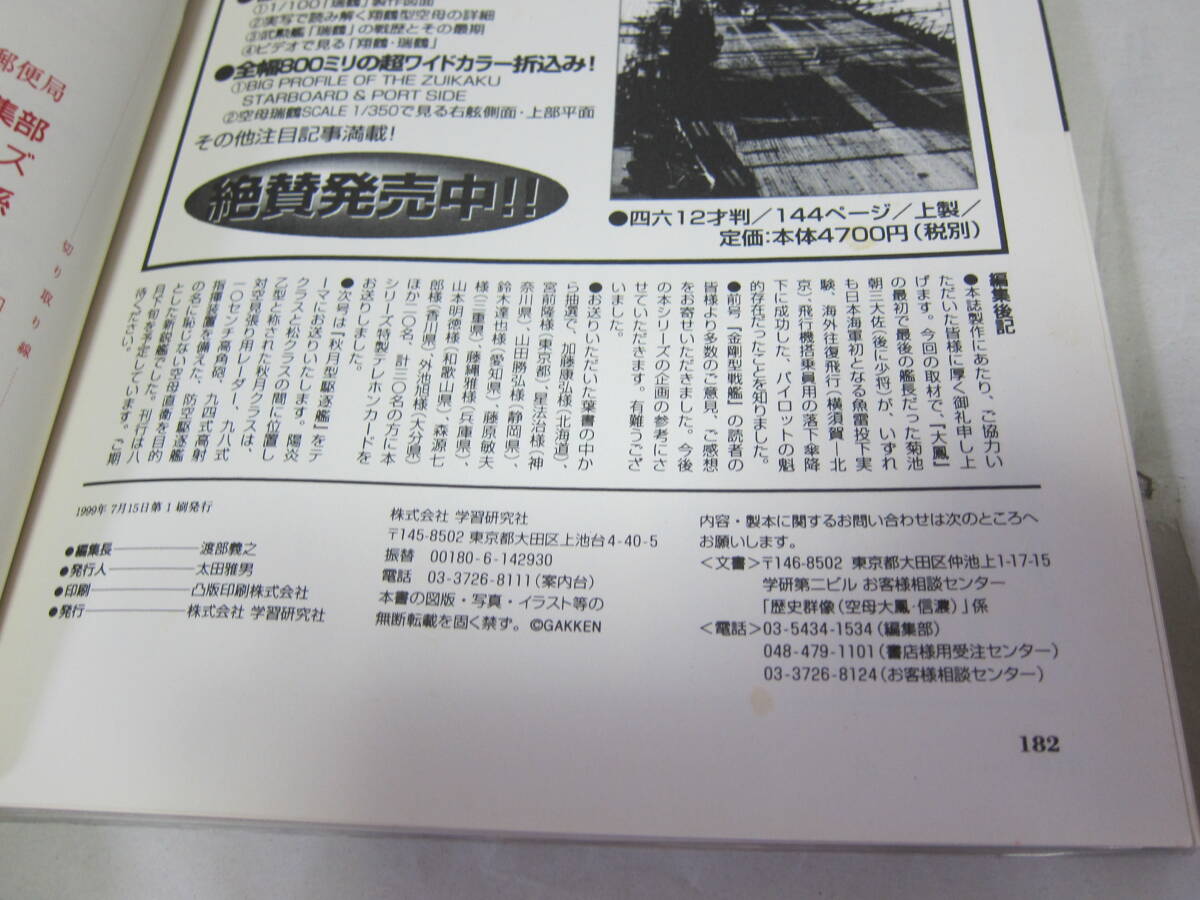 郵便局
集部
ズ
係
切り取り線
①1/100「瑞鶴」製作図面
②実写で読み解く翔鶴型空母の詳細
③武勲艦「瑞鶴」の戦歴とその最期
④ビデオで見る「翔鶴・瑞鶴」
●全幅800ミリの超ワイドカラー折込み!
①BIG PROFILE OF THE ZUIKAKU
STARBOARD & PORT SIDE
②空母瑞鶴SCALE 1/350で見る右舷側面・上部平面
その他注目記事満載!
絶賛発売中!!
●四六12才判/144ページ/上製/
定価:本体4700円(税別)
編集後記
●本誌製作にあたり、ご協力い
ただいた皆様に厚く御礼申し上
げます。今回の取材で、『大鳳』
の最初で最後の艦長だった菊池
朝三大佐(後に少将)が、いずれ
も日本海軍初となる魚雷投下実
験、海外往復飛行(横須賀―北
京)、飛行機搭乗員用の落下傘降
下に成功した、パイロットの魁
的存在だったことを知りました。
●前号『金剛型戦艦』の読者の
皆様より多数のご意見、ご感想
をお寄せいただきました。今後
の本シリーズの企画の参考にさ
せていただきます。有難うござ
いました。
●お送りいただいた葉書の中か
ら抽選で、加藤康弘様(北海道)、
宮前隆様(東京都)、星法治様(神
奈川県)、山田勝弘様(静岡県)、
鈴木達也様(愛知県)、藤原敏夫
様(三重県)、藤縄雅様(兵庫県)、
山本明徳様(和歌山県)、森源七
郎様(香川県)、外池旭様(大分県)
ほか二〇名、計三〇名の方に本
シリーズ特製テレホンカードを
お送りしました。
●次号は『秋月型駆逐艦』をテ
ーマにお送りいたします。陽炎
クラスと松クラスの間に位置し
乙型と称された秋月クラスは、
対空見張り用レーダー、九八式
一〇センチ高角砲、九四式高射
指揮装置を備えた、防空駆逐艦
の名に恥じない、空母直衛を目的
とした新鋭艦でした。刊行は八
月下旬を予定しています。ご期
待ください。
1999年7月15日第1刷発行
●編集長――渡部義之
●発行人――太田雅男
●印刷――凸版印刷株式会社
●発行――株式会社 学習研究社
株式会社 学習研究社
〒145-8502 東京都大田区上池台4-40-5
振替 00180-6-142930
電話 03-3726-8111(案内台)
本書の図版・写真・イラスト等の
無断転載を固く禁ず。©GAKKEN
内容・製本に関するお問い合わせは次のところへ
お願いします。
<文書>〒146-8502 東京都大田区仲池上1-17-15
学研第二ビル お客様相談センター
「歴史群像(空母大鳳・信濃)」係
<電話>03-5434-1534(編集部)
048-479-1101(書店様用受注センター)
03-3726-8124(お客様相談センター)
182